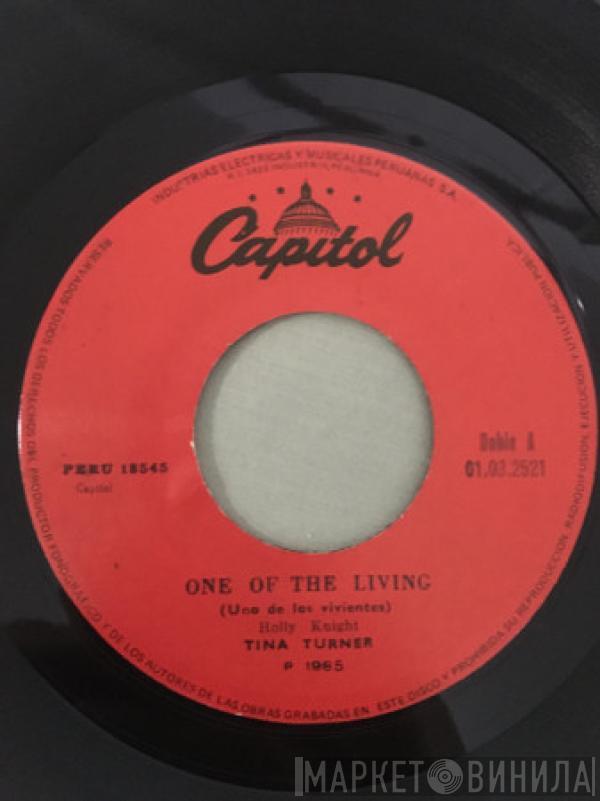 INDUSTRIAS ELECTRICAS Y MUSICALES PERUANAS S.A.
Capitol
PERU 18545
Capitol
Doble A
01.03.2521
ONE OF THE LIVING
(Uno de los vivientes)
Holly Knight
TINA TURNER
P 1985
RESERVADOS TODOS LOS DERECHOS DEL PRODUCTOR FONOGRAFICO Y DE LOS AUTORES DE LAS OBRAS GRABADAS EN ESTE DISCO Y PROHIBIDA SU REPRODUCCION RADIODIFUSION, EJECUCION Y UTILIZACION PUBLICA
МАРКЕТ ВИНИЛА